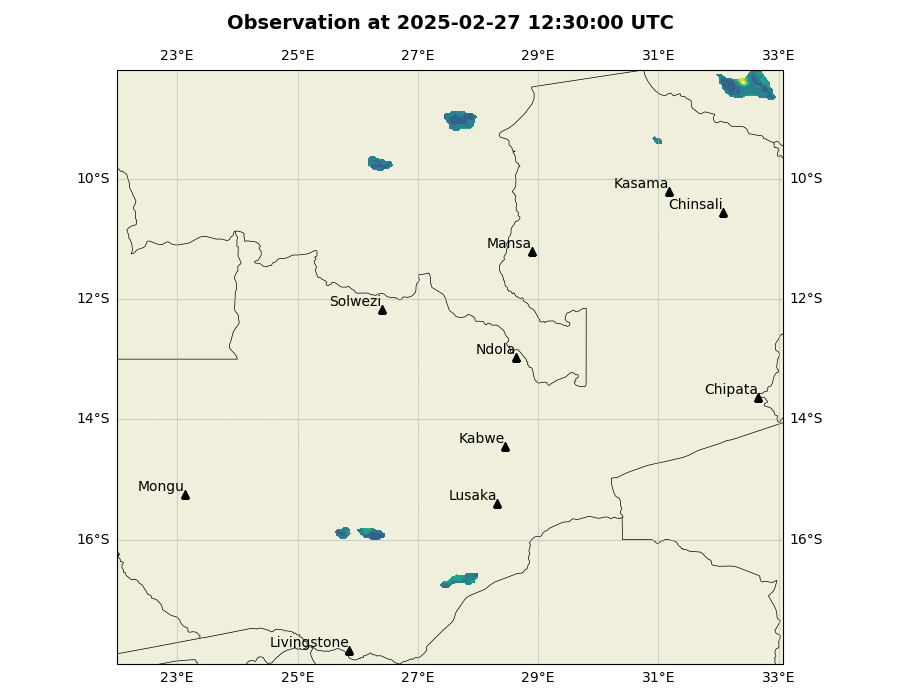 Observation at 2025-02-27 12:30:00 UTC
23°E 25°E 27°E 29°E 31°E 33°E
10°S 10°S
Kasama
Chinsali
Mansa
12°S 12°S
Solwezi
Ndola
Chipata
14°S 14°S
Kabwe
Mongu
Lusaka
16°S 16°S
Livingstone
23°E 25°E 27°E 29°E 31°E 33°E